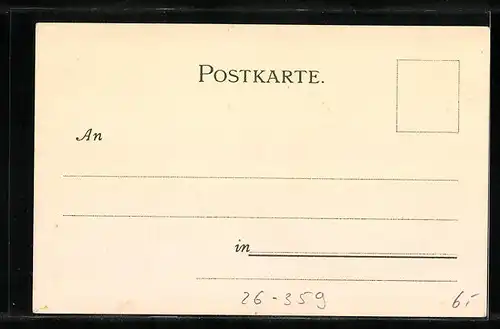 POSTKARTE.
An
in
26-359 6,-